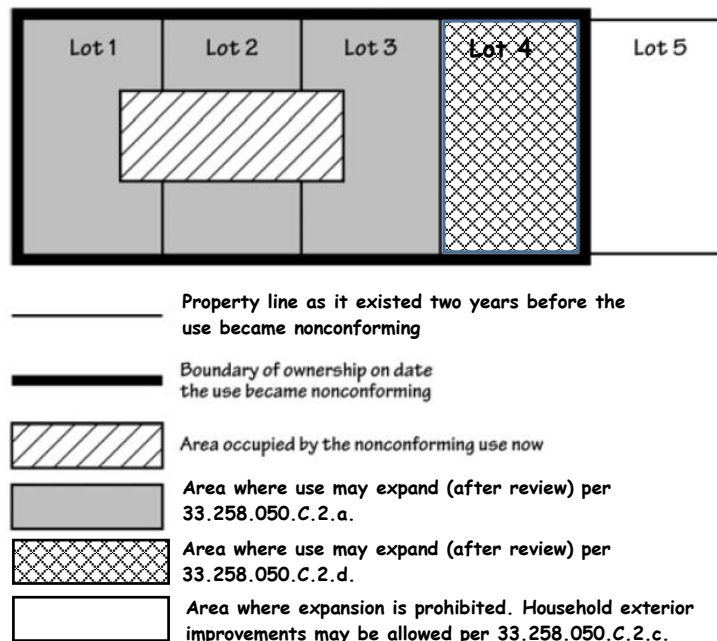 Lot 1 Lot 2 Lot 3 Lot 4 Lot 5
Property line as it existed two years before the
use became nonconforming
Boundary of ownership on date
the use became nonconforming
Area occupied by the nonconforming use now
Area where use may expand (after review) per
33.258.050.C.2.a.
Area where use may expand (after review) per
33.258.050.C.2.d.
Area where expansion is prohibited. Household exterior
improvements may be allowed per 33.258.050.C.2.c.